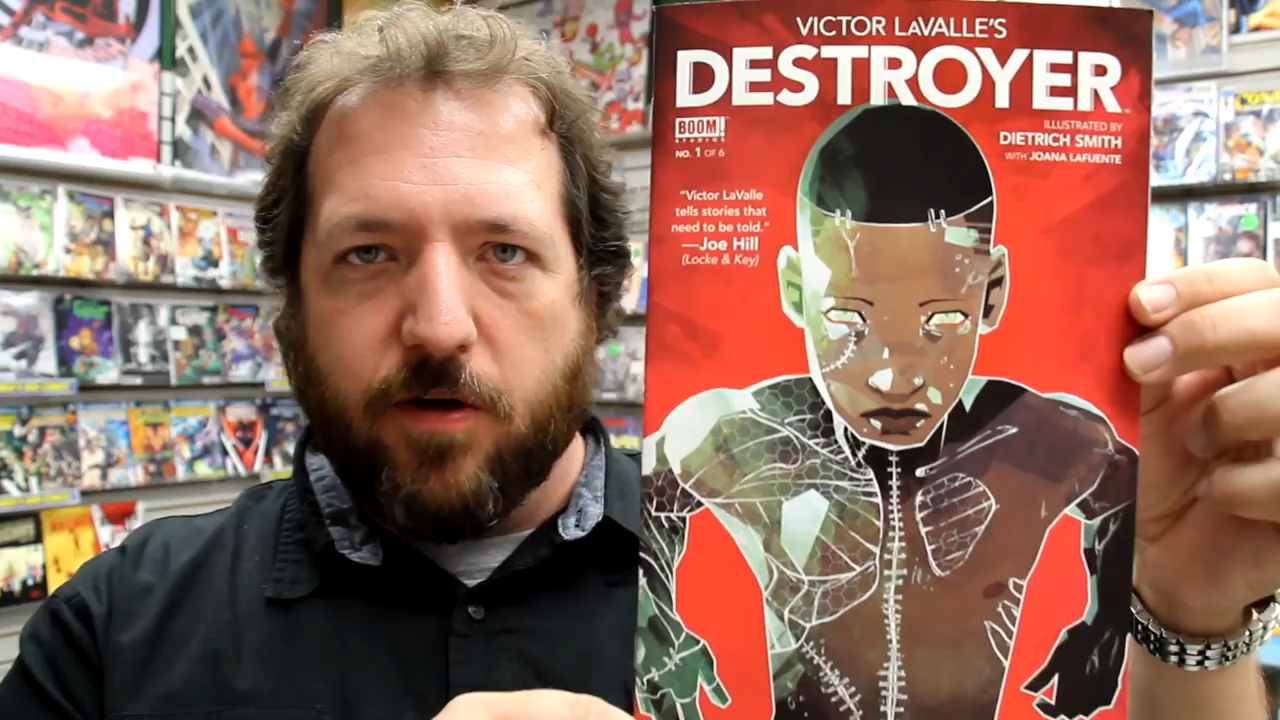 VICTOR LAVALLE'S
DESTROYER
BOOM!
STUDIOS
NO. 1 OF 6
ILLUSTRATED BY
DIETRICH SMITH
WITH JOANA LAFUENTE
"Victor LaValle
tells stories that
need to be told."
—Joe Hill
(Locke & Key)